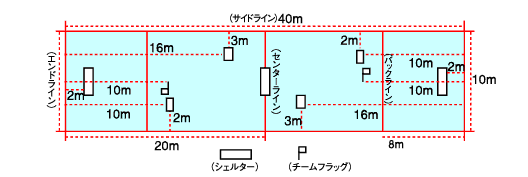 (サイドライン) 40m
3m
2m
16m
10m
2m
(エンドライン)
(センターライン)
(バックライン)
10m
10m
10m
2m
10m
2m
3m
16m
20m
8m
(シェルター)
(チームフラッグ)